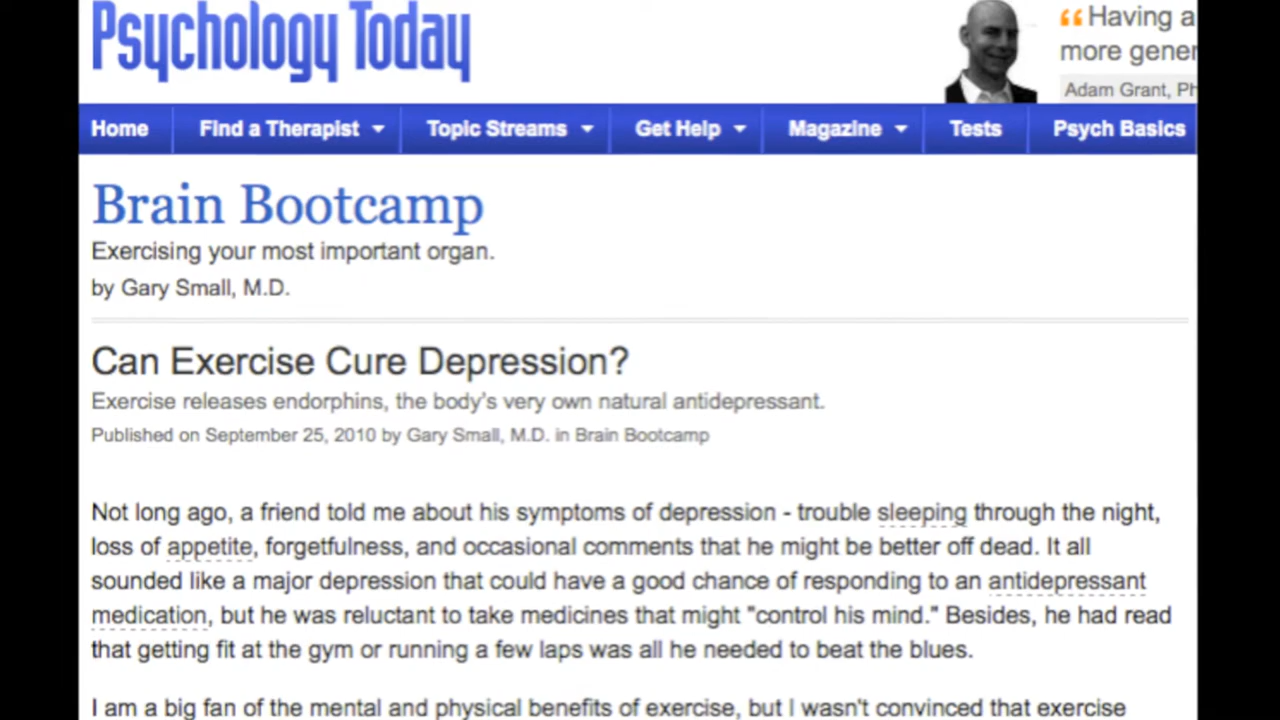 Psychology Today
“Having a
more gener
Adam Grant, Ph
Home Find a Therapist Topic Streams Get Help Magazine Tests Psych Basics
Brain Bootcamp
Exercising your most important organ.
by Gary Small, M.D.
Can Exercise Cure Depression?
Exercise releases endorphins, the body's very own natural antidepressant.
Published on September 25, 2010 by Gary Small, M.D. in Brain Bootcamp
Not long ago, a friend told me about his symptoms of depression - trouble sleeping through the night,
loss of appetite, forgetfulness, and occasional comments that he might be better off dead. It all
sounded like a major depression that could have a good chance of responding to an antidepressant
medication, but he was reluctant to take medicines that might "control his mind." Besides, he had read
that getting fit at the gym or running a few laps was all he needed to beat the blues.
I am a big fan of the mental and physical benefits of exercise, but I wasn't convinced that exercise